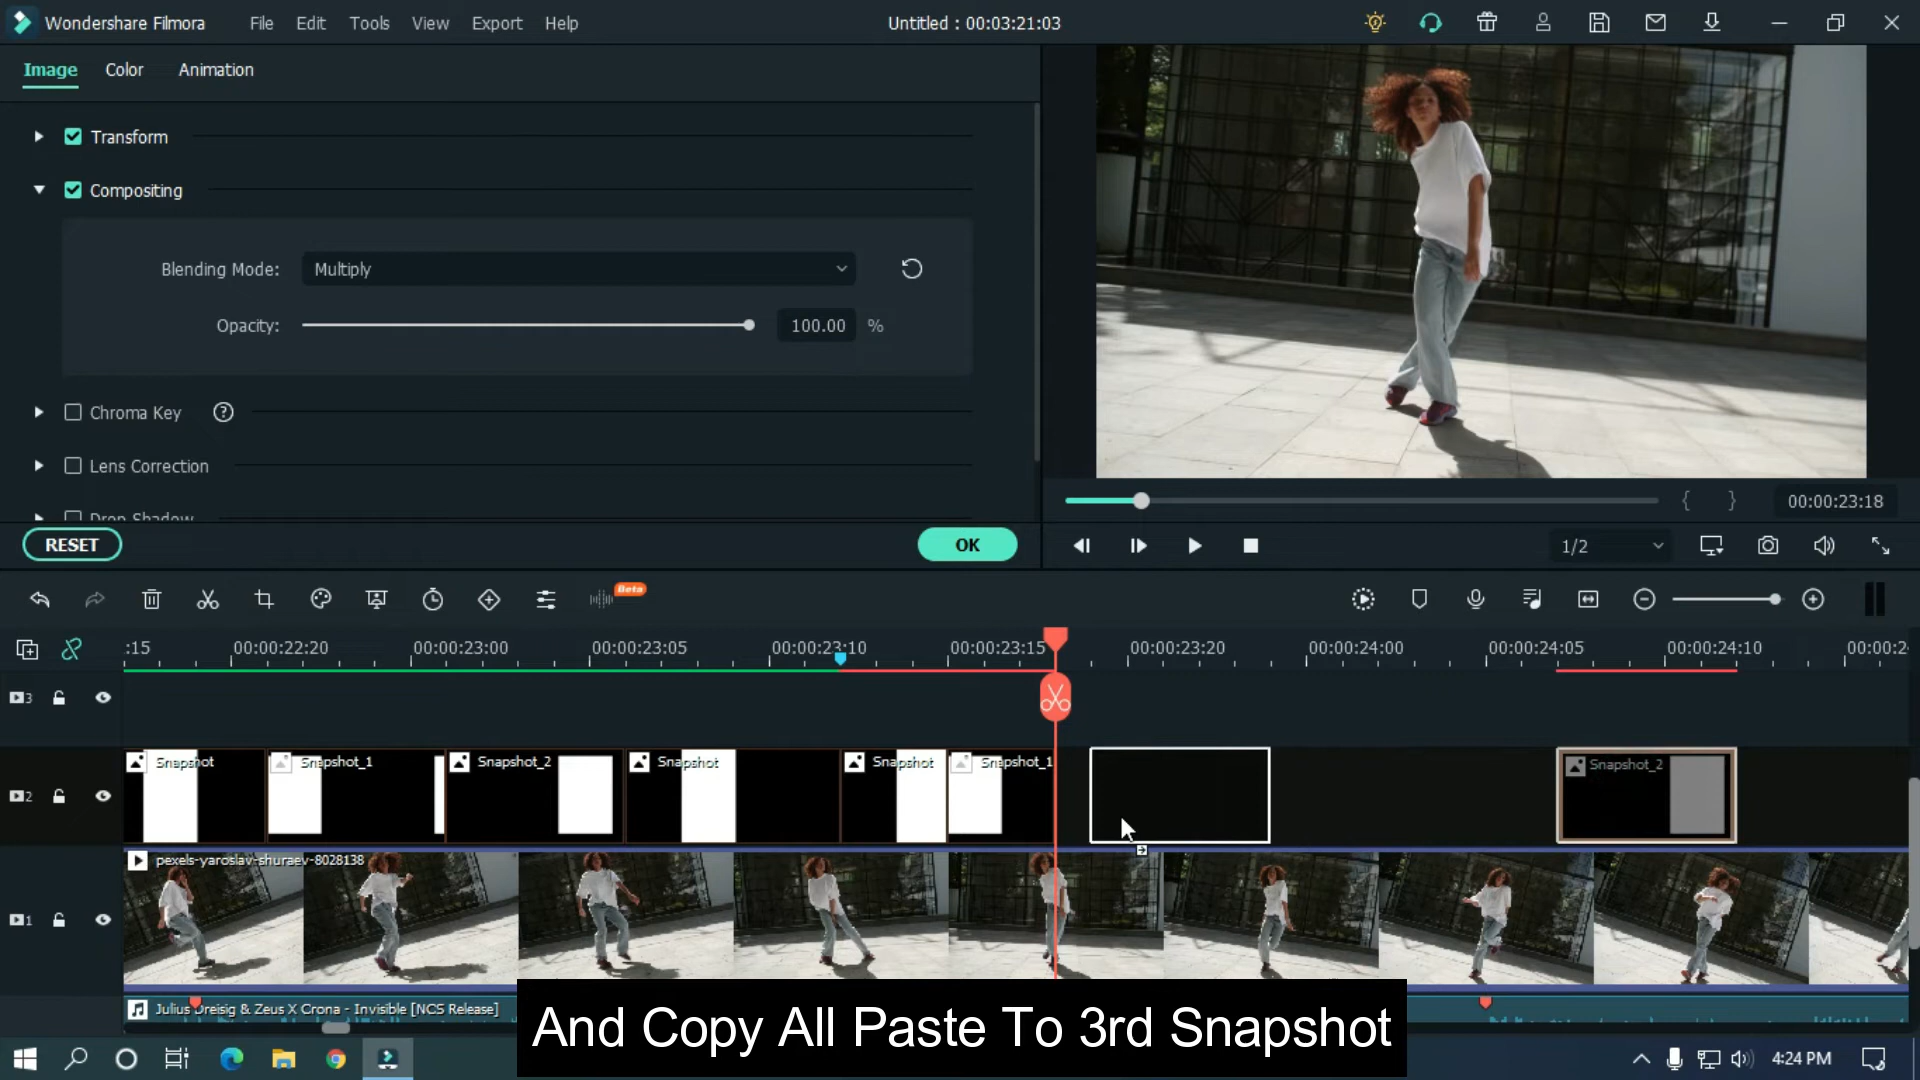 Wondershare Filmora
File
Edit
Tools
View
Export
Help
Untitled : 00:03:21:03
Image
Color
Animation
Transform
Compositing
Blending Mode:
Multiply
Opacity:
100.00
%
Chroma Key
?
Lens Correction
Drop Shadow
RESET
OK
{ }
00:00:23:18
1/2
Beta
:15
00:00:22:20
00:00:23:00
00:00:23:05
00:00:23:10
00:00:23:15
00:00:23:20
00:00:24:00
00:00:24:05
00:00:24:10
00:00:2
3
2
Snapshot
Snapshot_1
Snapshot_2
Snapshot
Snapshot
Snapshot_1
Snapshot_2
1
pexels-yaroslav-shuraev-8028138
Julius Dreisig & Zeus X Crona - Invisible [NCS Release]
And Copy All Paste To 3rd Snapshot
4:24 PM